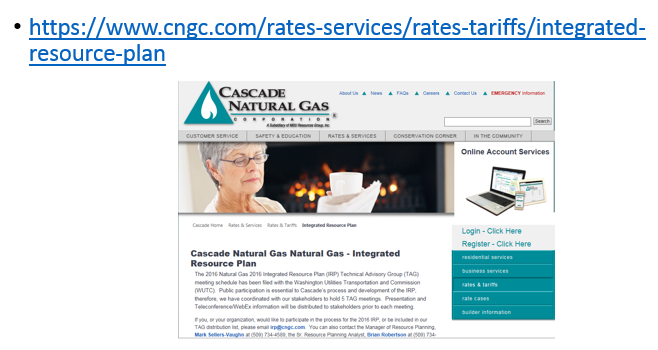 • https://www.cngc.com/rates-services/rates-tariffs/integrated-
resource-plan
CASCADE
NATURAL GAS
CORPORATION
A Subsidiary of MDU Resources Group, Inc.
About Us ▲ News ▲ FAQs ▲ Careers ▲ Contact Us ▲ EMERGENCY Information
Search
CUSTOMER SERVICE SAFETY & EDUCATION RATES & SERVICES CONSERVATION CORNER IN THE COMMUNITY
Online Account Services
Cascade Home Rates & Services Rates & Tariffs Integrated Resource Plan
Login - Click Here
Register - Click Here
residential services
business services
rates & tariffs
rate cases
builder information
Cascade Natural Gas Natural Gas - Integrated
Resource Plan
The 2016 Natural Gas 2016 Integrated Resource Plan (IRP) Technical Advisory Group (TAG)
meeting schedule has been filed with the Washington Utilities Transportation and Commission
(WUTC). Public participation is essential to Cascade's process and development of the IRP,
therefore, we have coordinated with our stakeholders to hold 5 TAG meetings. Presentation and
Teleconference/WebEx information will be distributed to stakeholders prior to each meeting.
If you, or your organization, would like to participate in the process for the 2016 IRP, or be included in our
TAG distribution list, please email irp@cngc.com. You can also contact the Manager of Resource Planning,
Mark Sellers-Vaughn at (509) 734-4589, the Sr. Resource Planning Analyst, Brian Robertson at (509) 734-